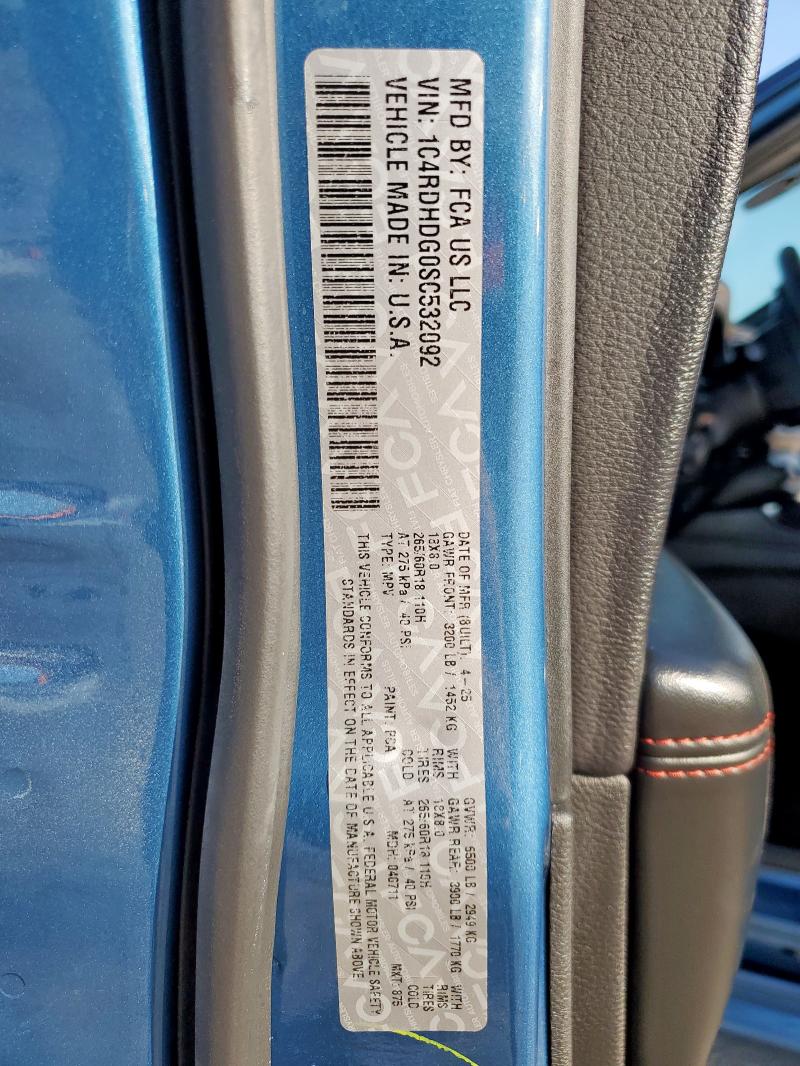 MFD BY: FCA US LLC
VIN: 1C4RDHDG0SC532092
VEHICLE MADE IN: U.S.A.
DATE OF MFR (BUILT): 4-25 GVWR: 6500 LB / 2949 KG
GAWR FRONT: 3200 LB / 1452 KG WITH GAWR REAR: 3900 LB / 1770 KG WITH
18X8.0 RIMS 18X8.0 RIMS
265/60R18 110H TIRES 265/60R18 110H TIRES
AT 275 kPa / 40 PSI COLD AT 275 kPa / 40 PSI COLD
TYPE: MPV PAINT: MDH: 046711 MXT: 875
THIS VEHICLE CONFORMS TO ALL APPLICABLE U.S.A. FEDERAL MOTOR VEHICLE SAFETY
STANDARDS IN EFFECT ON THE DATE OF MANUFACTURE SHOWN ABOVE
FCA